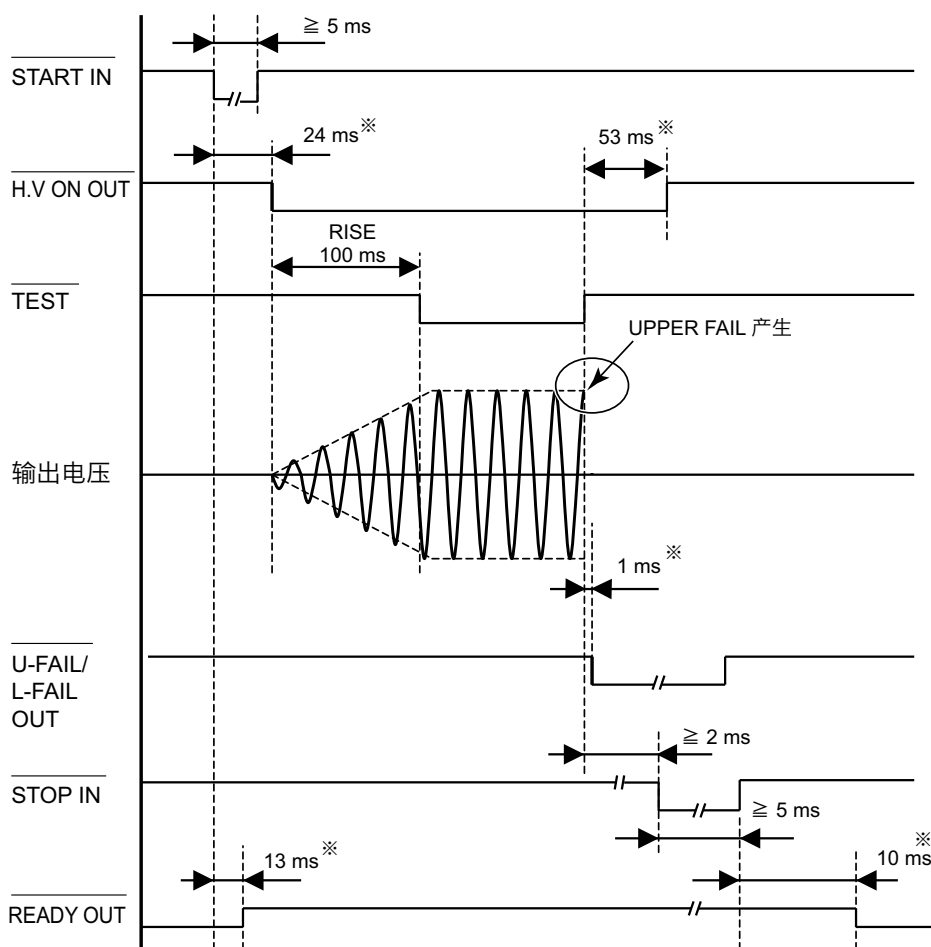 ≧ 5 ms
START IN
24 ms※
53 ms※
H.V ON OUT
RISE
100 ms
TEST
UPPER FAIL 产生
输出电压
1 ms※
U-FAIL/
L-FAIL
OUT
≧ 2 ms
STOP IN
≧ 5 ms
13 ms※
10 ms※
READY OUT